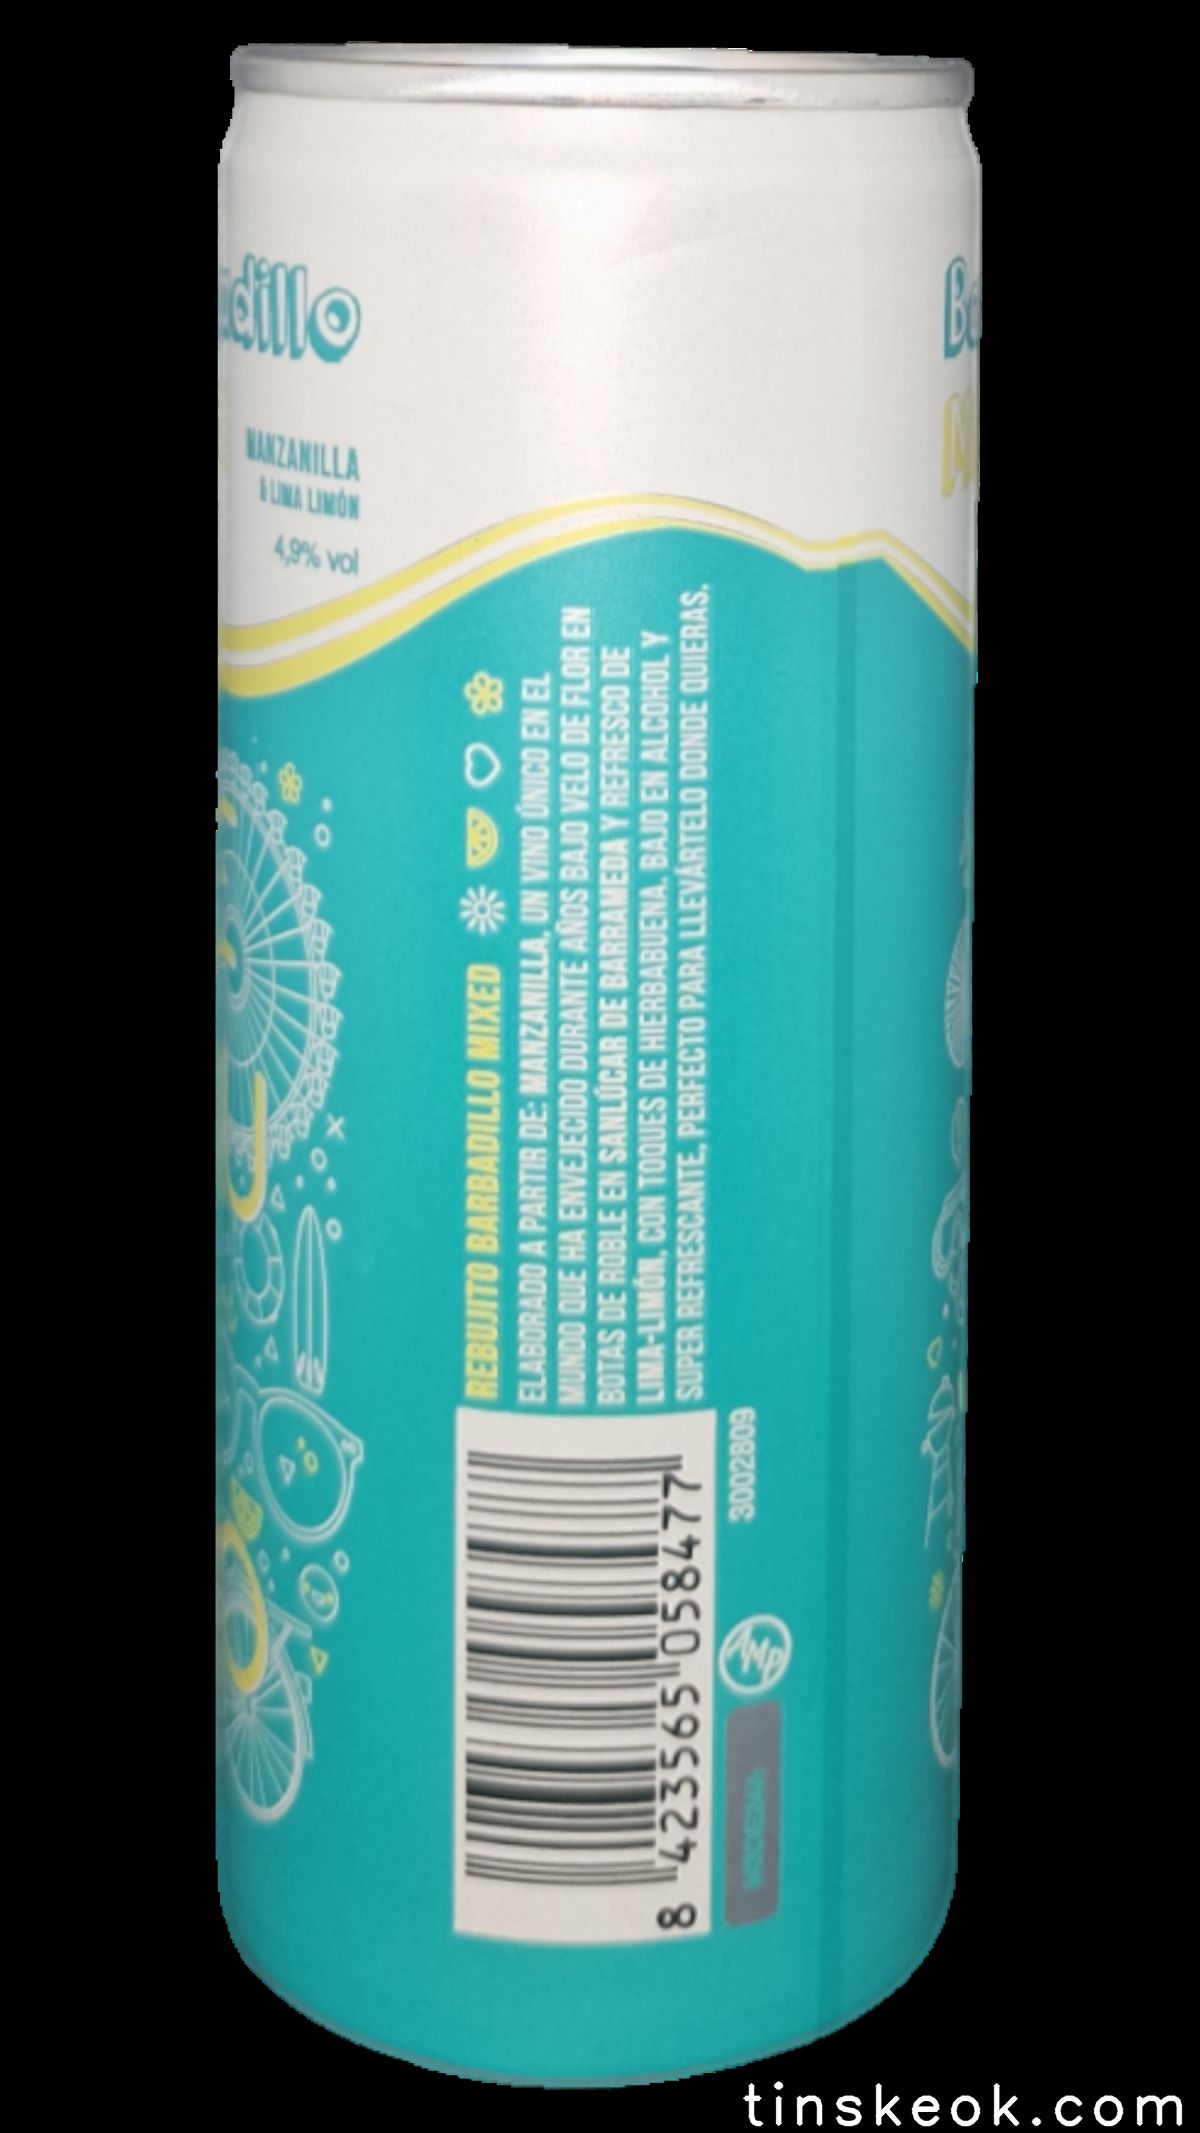 dillo
MANZANILLA
& LIMA LIMÓN
4,9% vol
REBUJITO BARBADILLO MIXED
ELABORADO A PARTIR DE: MANZANILLA, UN VINO ÚNICO EN EL
MUNDO QUE HA ENVEJECIDO DURANTE AÑOS BAJO VELO DE FLOR EN
BOTAS DE ROBLE EN SANLÚCAR DE BARRAMEDA Y REFRESCO DE
LIMA-LIMÓN, CON TOQUES DE HIERBABUENA. BAJO EN ALCOHOL Y
SUPER REFRESCANTE, PERFECTO PARA LLEVÁRTELO DONDE QUIERAS.
8 423565 058477
3002809
AMP
tinskeok.com